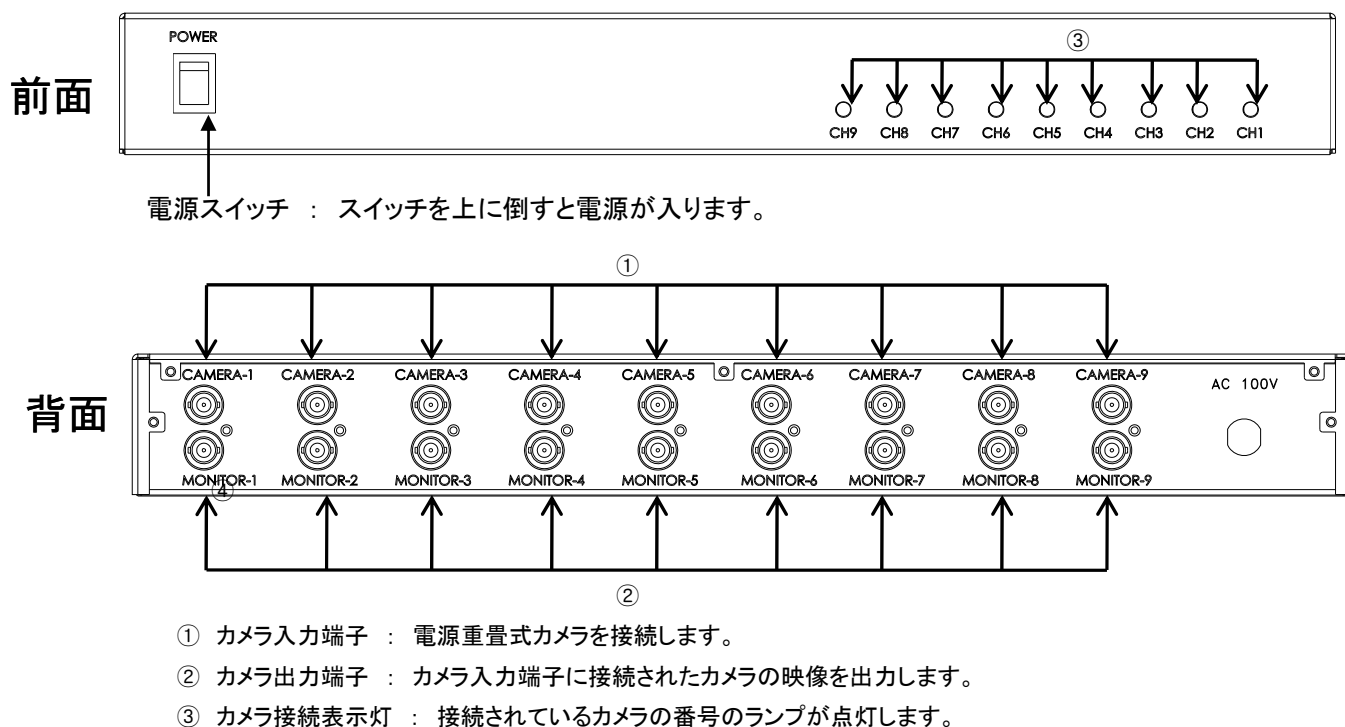 POWER
③
前面
CH9 CH8 CH7 CH6 CH5 CH4 CH3 CH2 CH1
電源スイッチ : スイッチを上に倒すと電源が入ります。
①
CAMERA-1 CAMERA-2 CAMERA-3 CAMERA-4 CAMERA-5 CAMERA-6 CAMERA-7 CAMERA-8 CAMERA-9
AC 100V
背面
MONITOR-1 MONITOR-2 MONITOR-3 MONITOR-4 MONITOR-5 MONITOR-6 MONITOR-7 MONITOR-8 MONITOR-9
④
②
① カメラ入力端子 : 電源重畳式カメラを接続します。
② カメラ出力端子 : カメラ入力端子に接続されたカメラの映像を出力します。
③ カメラ接続表示灯 : 接続されているカメラの番号のランプが点灯します。